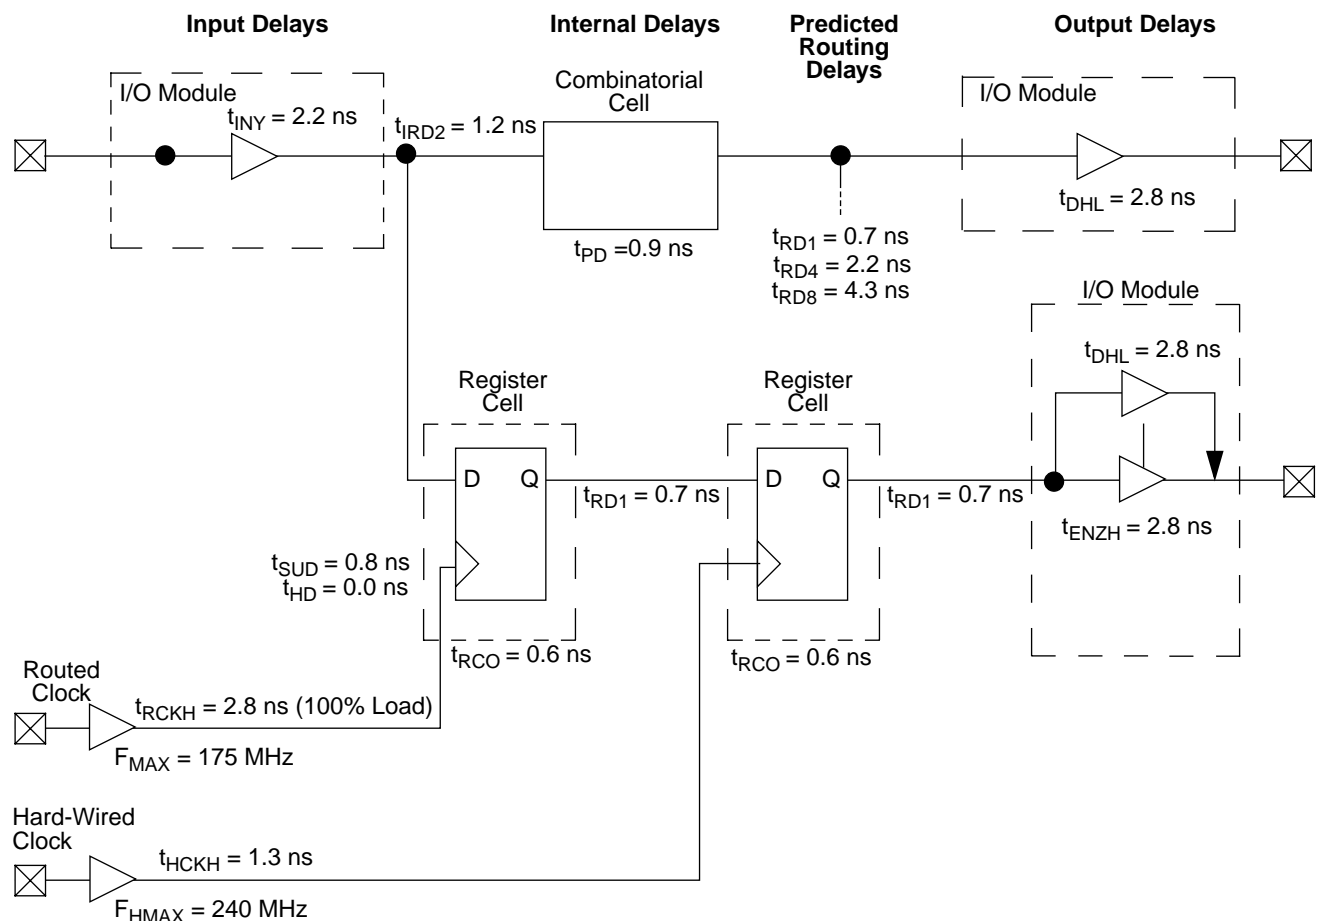 Input Delays
Internal Delays
Predicted
Routing
Delays
Output Delays
I/O Module
tINY = 2.2 ns
tIRD2 = 1.2 ns
Combinatorial
Cell
tPD =0.9 ns
tRD1 = 0.7 ns
tRD4 = 2.2 ns
tRD8 = 4.3 ns
I/O Module
tDHL = 2.8 ns
I/O Module
tDHL = 2.8 ns
tENZH = 2.8 ns
Register
Cell
D Q
tRD1 = 0.7 ns
Register
Cell
D Q
tRD1 = 0.7 ns
tSUD = 0.8 ns
tHD = 0.0 ns
tRCO = 0.6 ns
tRCO = 0.6 ns
Routed
Clock
tRCKH = 2.8 ns (100% Load)
FMAX = 175 MHz
Hard-Wired
Clock
tHCKH = 1.3 ns
FHMAX = 240 MHz